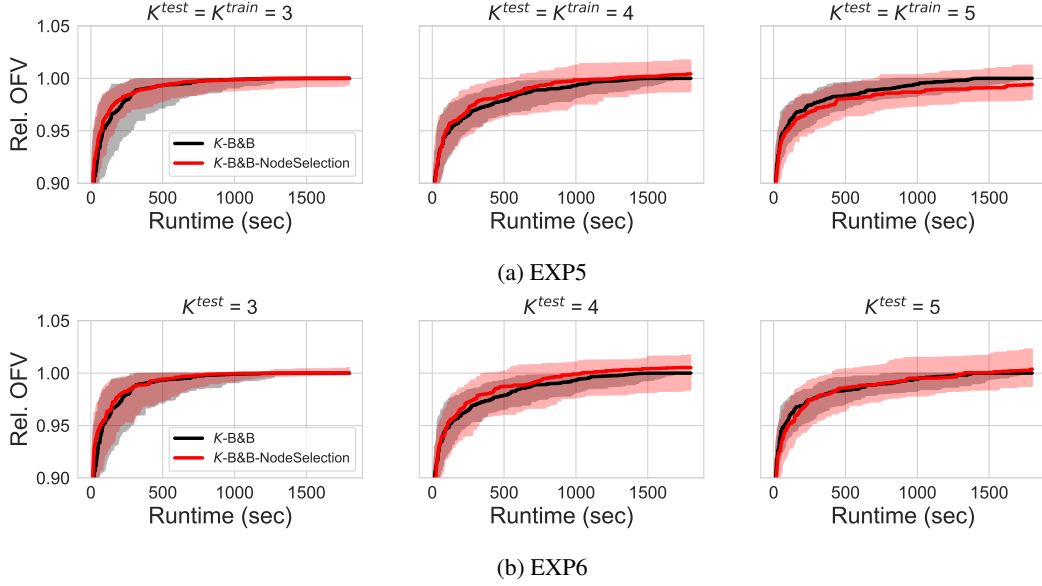 K^test = K^train = 3
K^test = K^train = 4
K^test = K^train = 5
1.05
1.00
0.95
0.90
Rel. OFV
K-B&B
K-B&B-NodeSelection
0 500 1000 1500
0 500 1000 1500
0 500 1000 1500
Runtime (sec)
Runtime (sec)
Runtime (sec)
(a) EXP5
K^test = 3
K^test = 4
K^test = 5
1.05
1.00
0.95
0.90
Rel. OFV
K-B&B
K-B&B-NodeSelection
0 500 1000 1500
0 500 1000 1500
0 500 1000 1500
Runtime (sec)
Runtime (sec)
Runtime (sec)
(b) EXP6